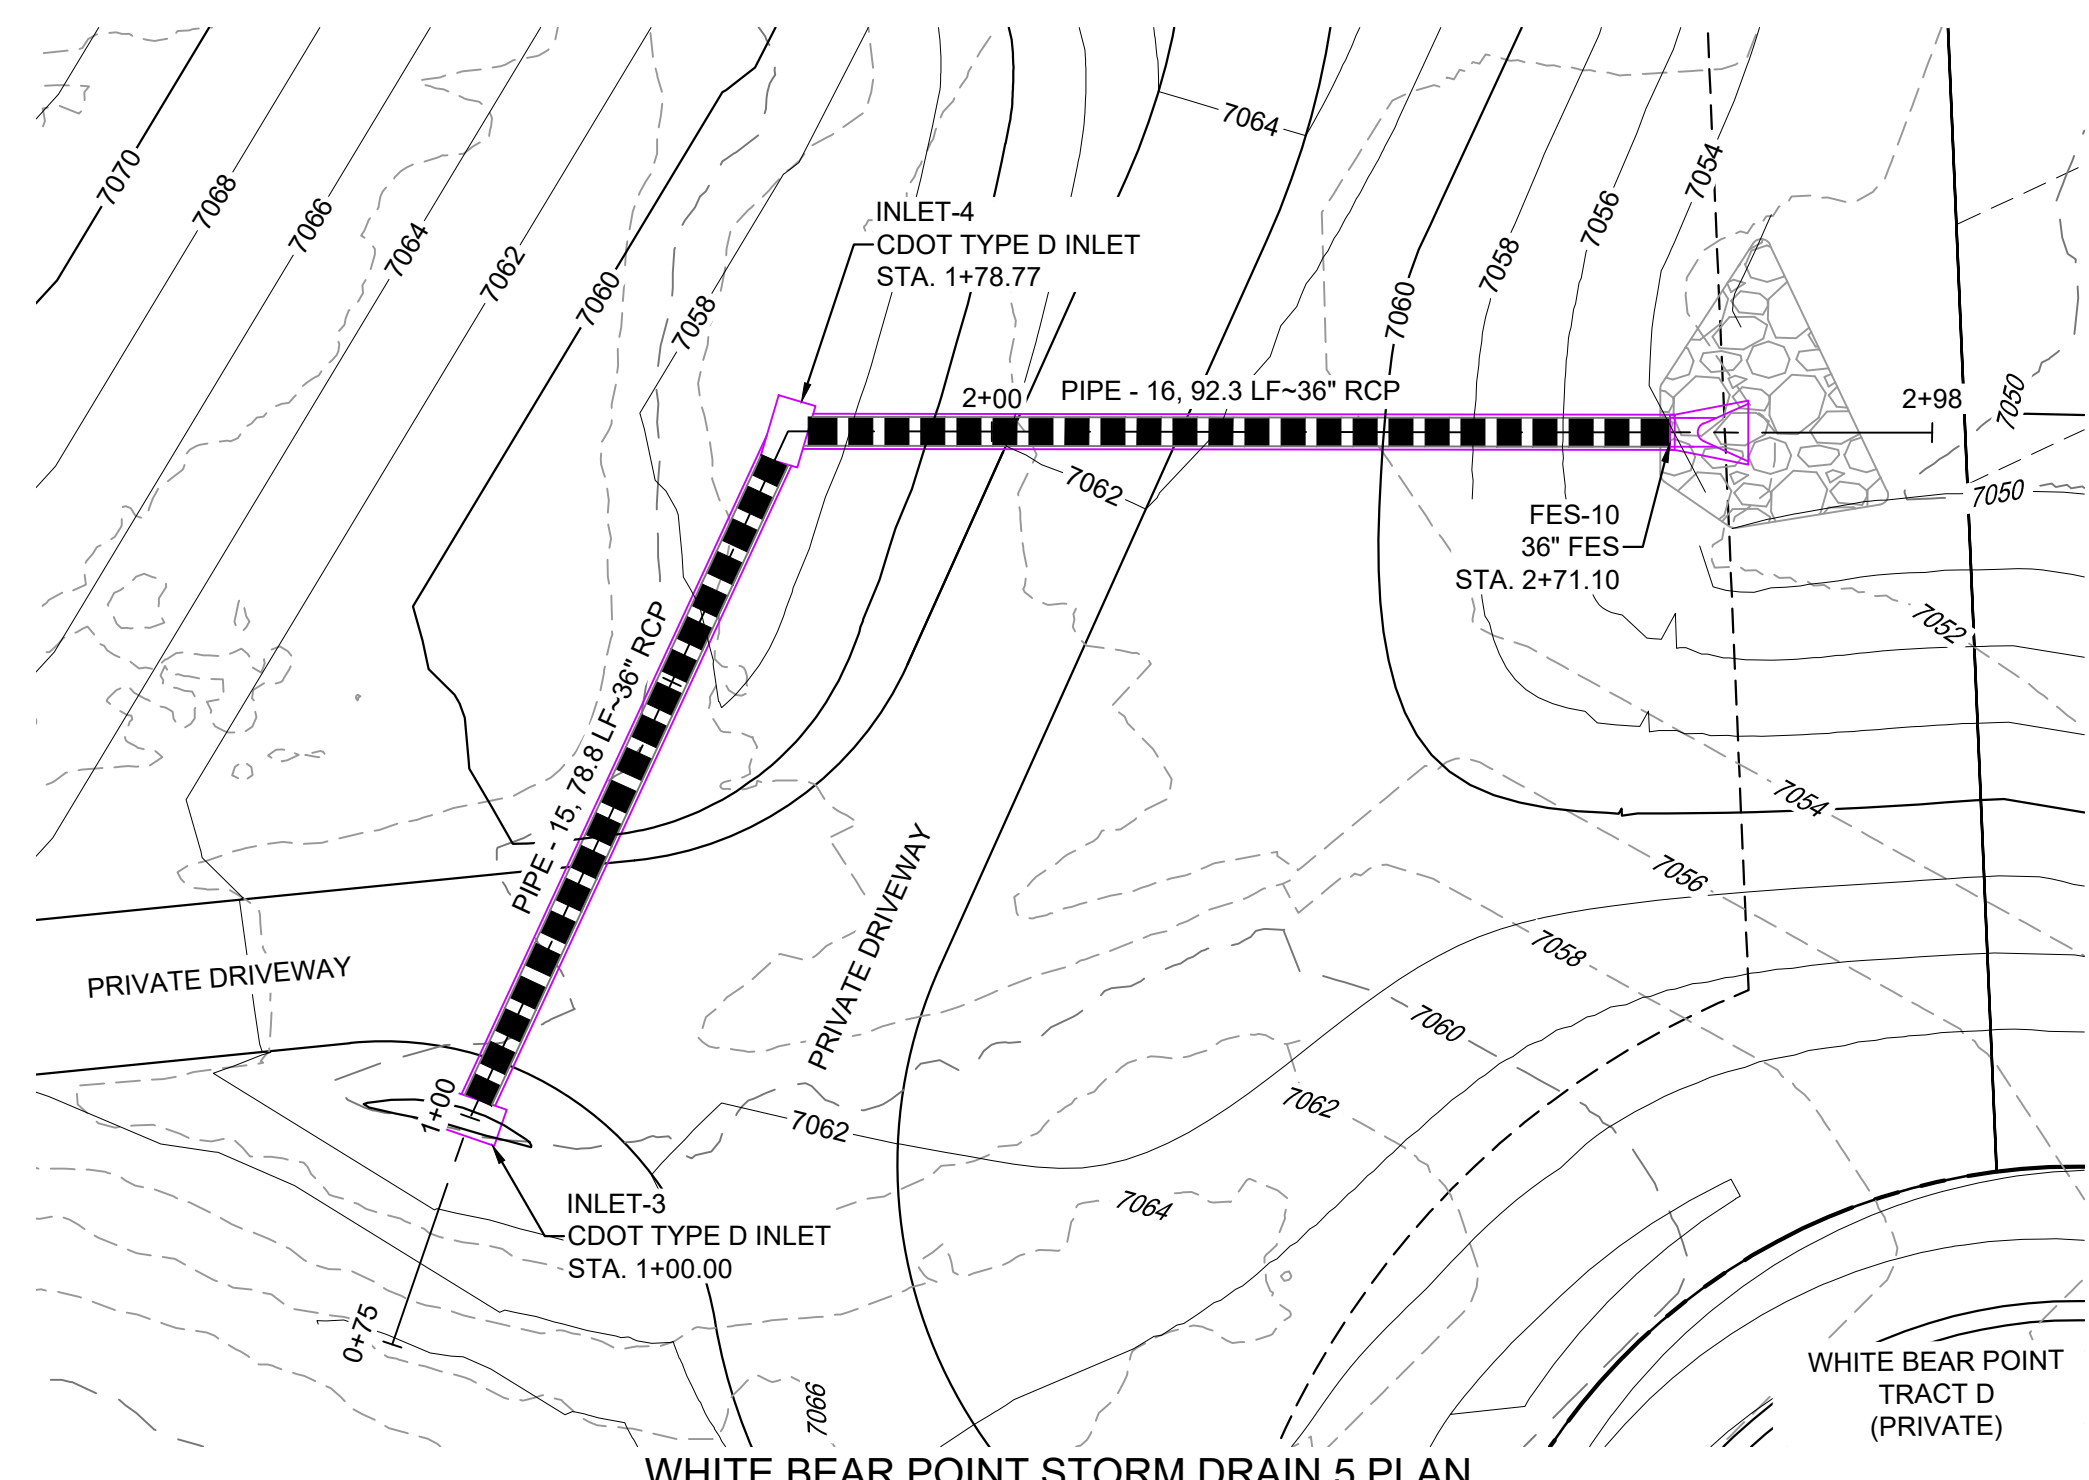 7070
7068
7066
7064
7062
7060
7058
7064
7060
7058
7056
7054
INLET-4
CDOT TYPE D INLET
STA. 1+78.77
2+00
PIPE - 16, 92.3 LF~36" RCP
2+98
7050
7062
7050
FES-10
36" FES
STA. 2+71.10
7052
PIPE - 15, 78.8 LF~36" RCP
7054
7056
7058
PRIVATE DRIVEWAY
PRIVATE DRIVEWAY
7060
1+00
7062
7062
7064
INLET-3
CDOT TYPE D INLET
STA. 1+00.00
0+75
7066
WHITE BEAR POINT
TRACT D
(PRIVATE)
WHITE BEAR POINT STORM DRAIN 5 PLAN